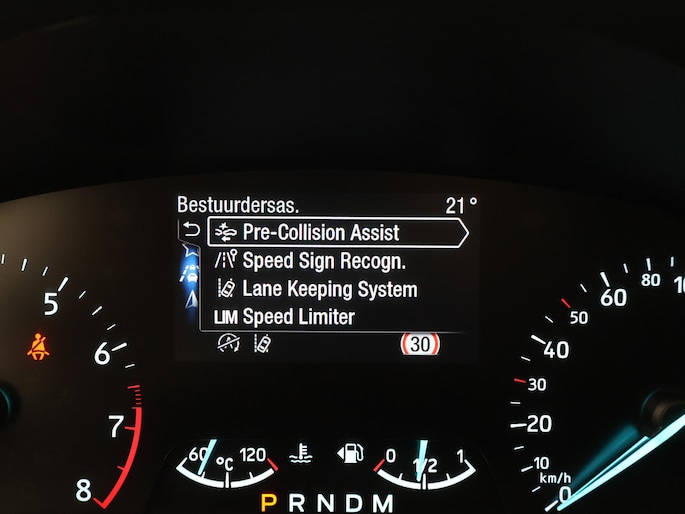 Bestuurdersas. 21°
Pre-Collision Assist
Speed Sign Recogn.
Lane Keeping System
LIM Speed Limiter
30
5
6
7
8
60 °C 120
0 1/2 1
P R N D M
0
10
20
30
40
50
60
80
km/h